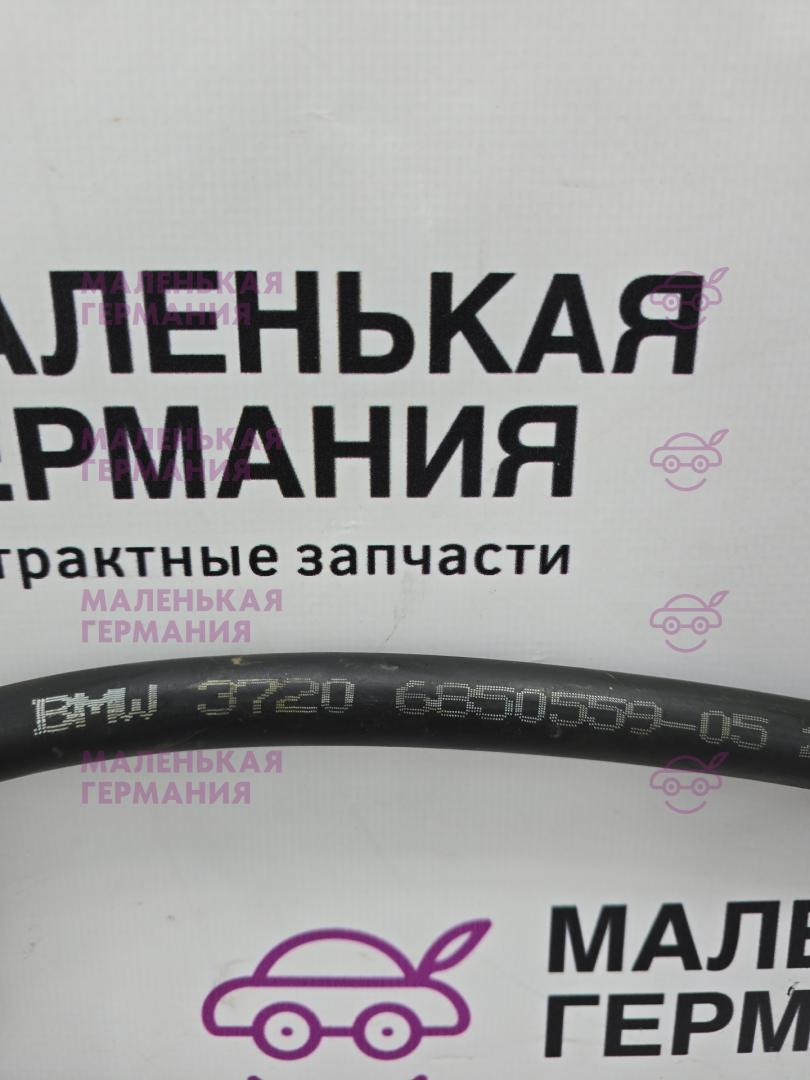 АЛЕНЬКАЯ
ЕРМАНИЯ
трактные запчасти
BMW 3720 6850559-05
МАЛЕ
ГЕРМ
МАЛЕНЬКАЯ
ГЕРМАНИЯ
МАЛЕНЬКАЯ
ГЕРМАНИЯ
МАЛЕНЬКАЯ
ГЕРМАНИЯ
МАЛЕНЬКАЯ
ГЕРМАНИЯ